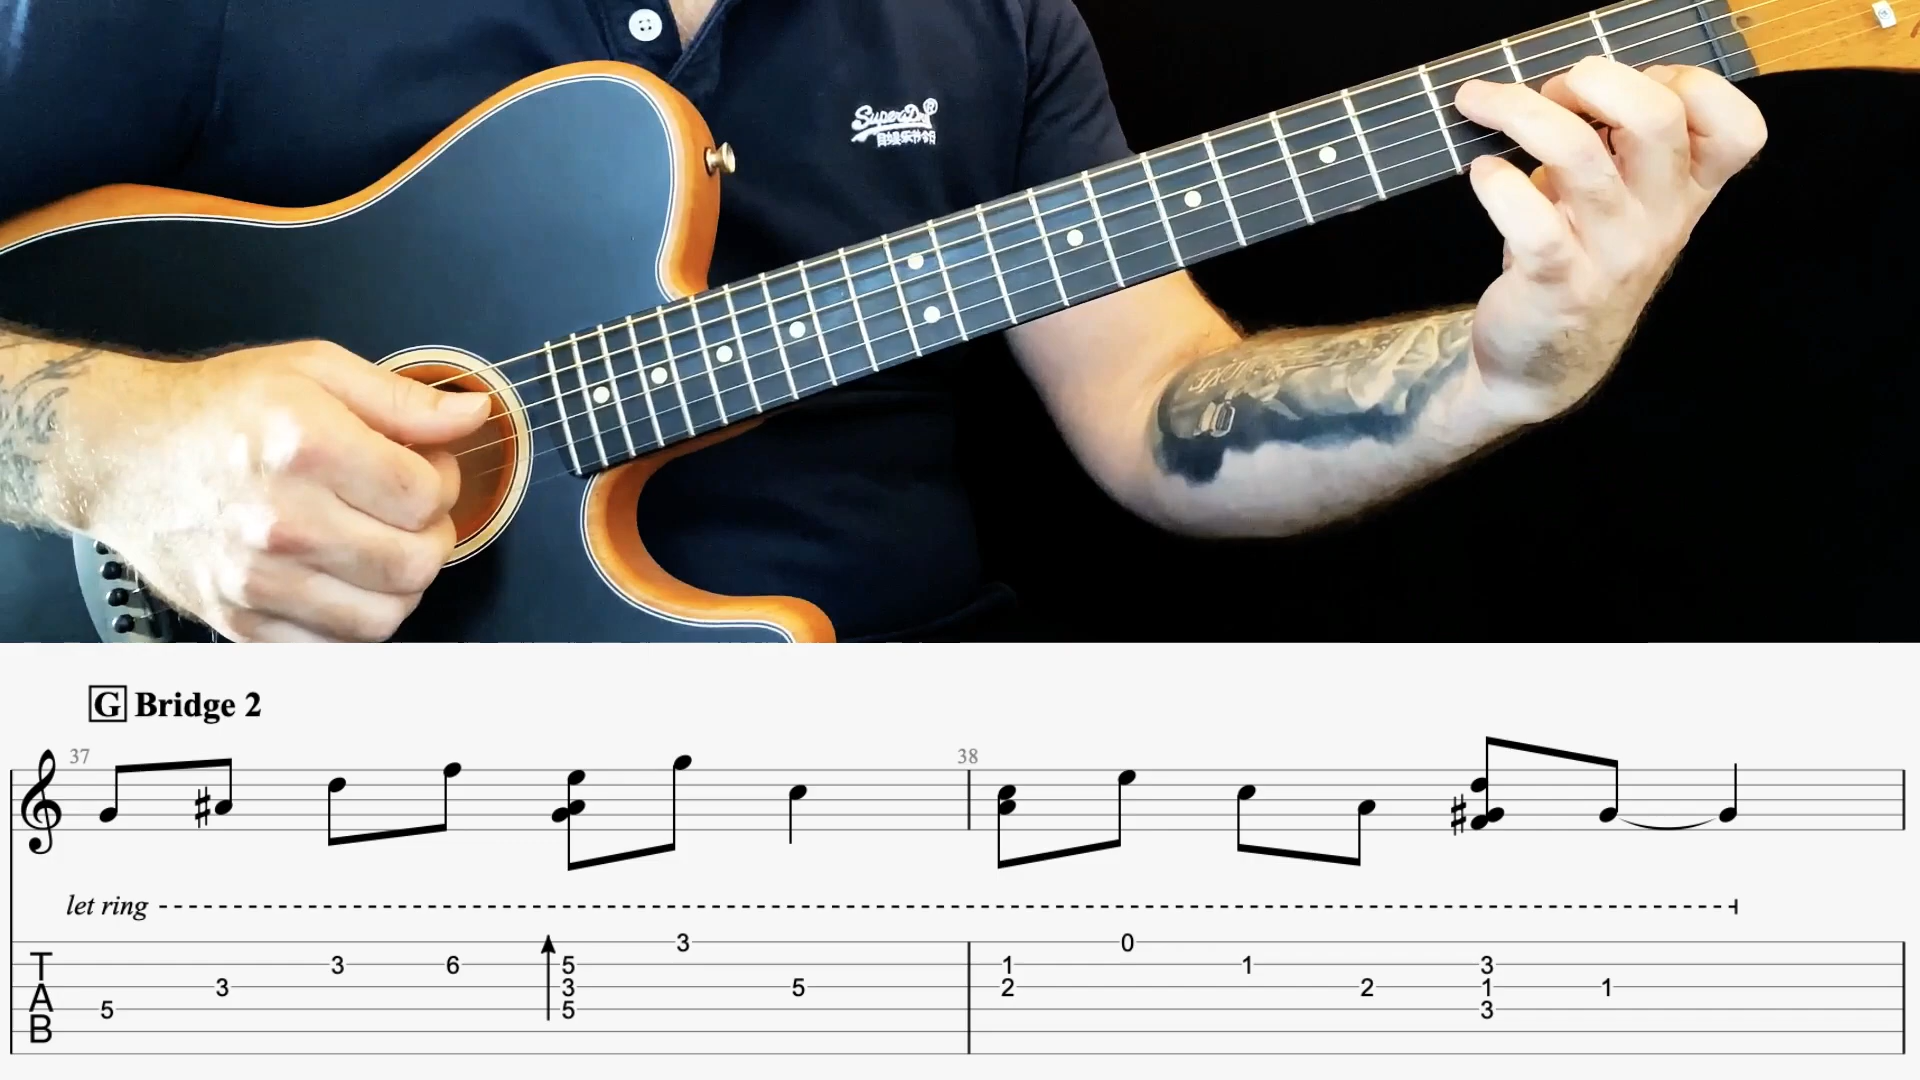 Superdry®
G Bridge 2
37 38
let ring
3 0
T 3 6 5 1 1 3
A 3 3 5 2 2 1 1
5 5 3
B